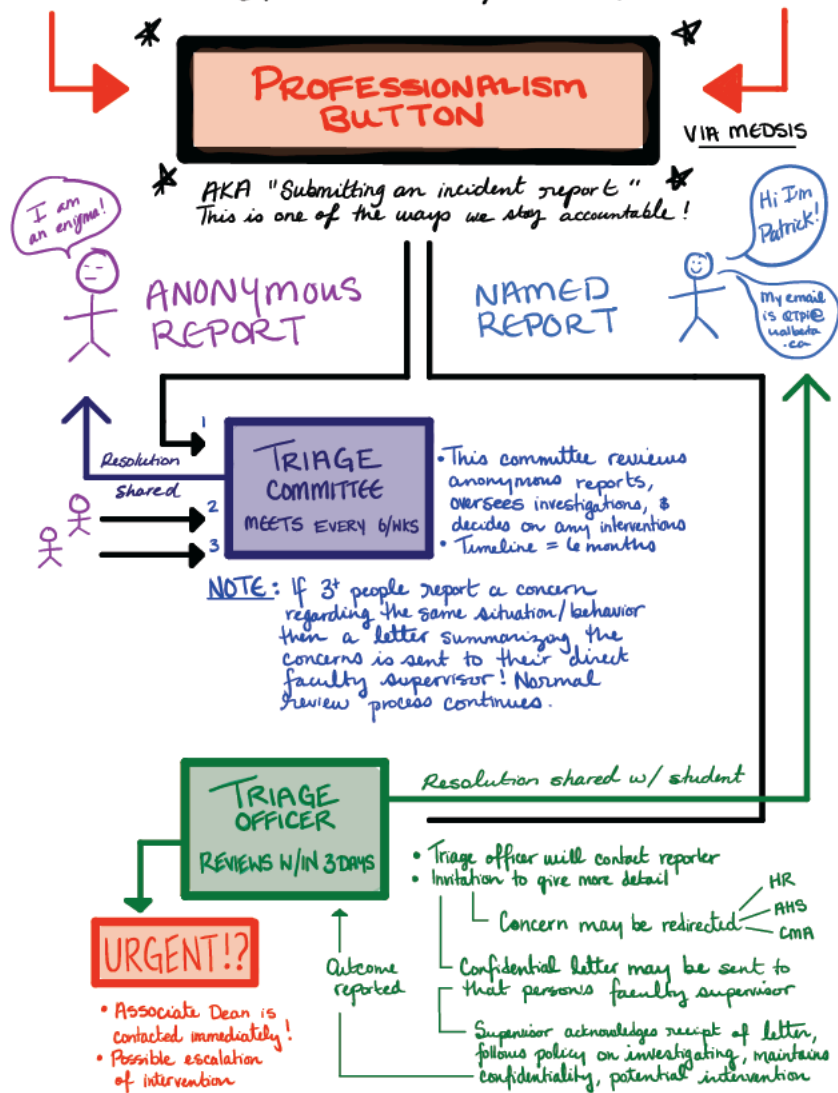 PROFESSIONALISM
BUTTON
VIA MEDSIS
AKA "Submitting an incident report"
This is one of the ways we stay accountable!
I am
an enigma!
ANONYMOUS
REPORT
NAMED
REPORT
Hi I'm
Patrick!
My email
is QTpi@
ualberta
.ca
1
Resolution
shared
2
3
TRIAGE
COMMITTEE
MEETS EVERY 6/WKS
• This committee reviews
anonymous reports,
oversees investigations, &
decides on any interventions
• Timeline = 6 months
NOTE: If 3+ people report a concern
regarding the same situation/behavior
then a letter summarizing the
concerns is sent to their direct
faculty supervisor! Normal
review process continues.
TRIAGE
OFFICER
REVIEWS W/IN 3 DAYS
Resolution shared w/ student
• Triage officer will contact reporter
• Invitation to give more detail
Concern may be redirected
HR
AHS
CMA
Confidential letter may be sent to
that person's faculty supervisor
Supervisor acknowledges receipt of letter,
follows policy on investigating, maintains
confidentiality, potential intervention
Outcome
reported
URGENT!?
• Associate Dean is
contacted immediately!
• Possible escalation
of intervention